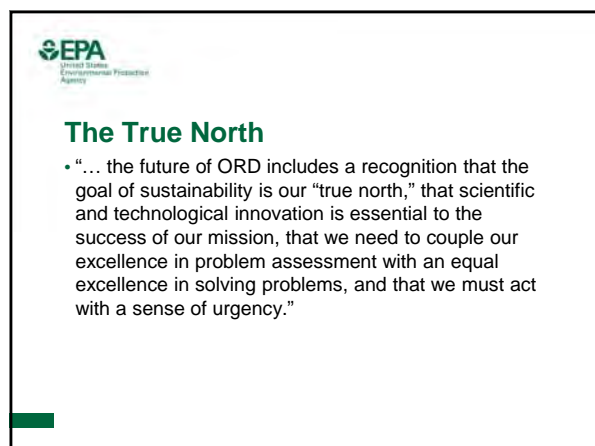 EPA
United States
Environmental Protection
Agency
The True North
• “… the future of ORD includes a recognition that the
goal of sustainability is our “true north,” that scientific
and technological innovation is essential to the
success of our mission, that we need to couple our
excellence in problem assessment with an equal
excellence in solving problems, and that we must act
with a sense of urgency.”